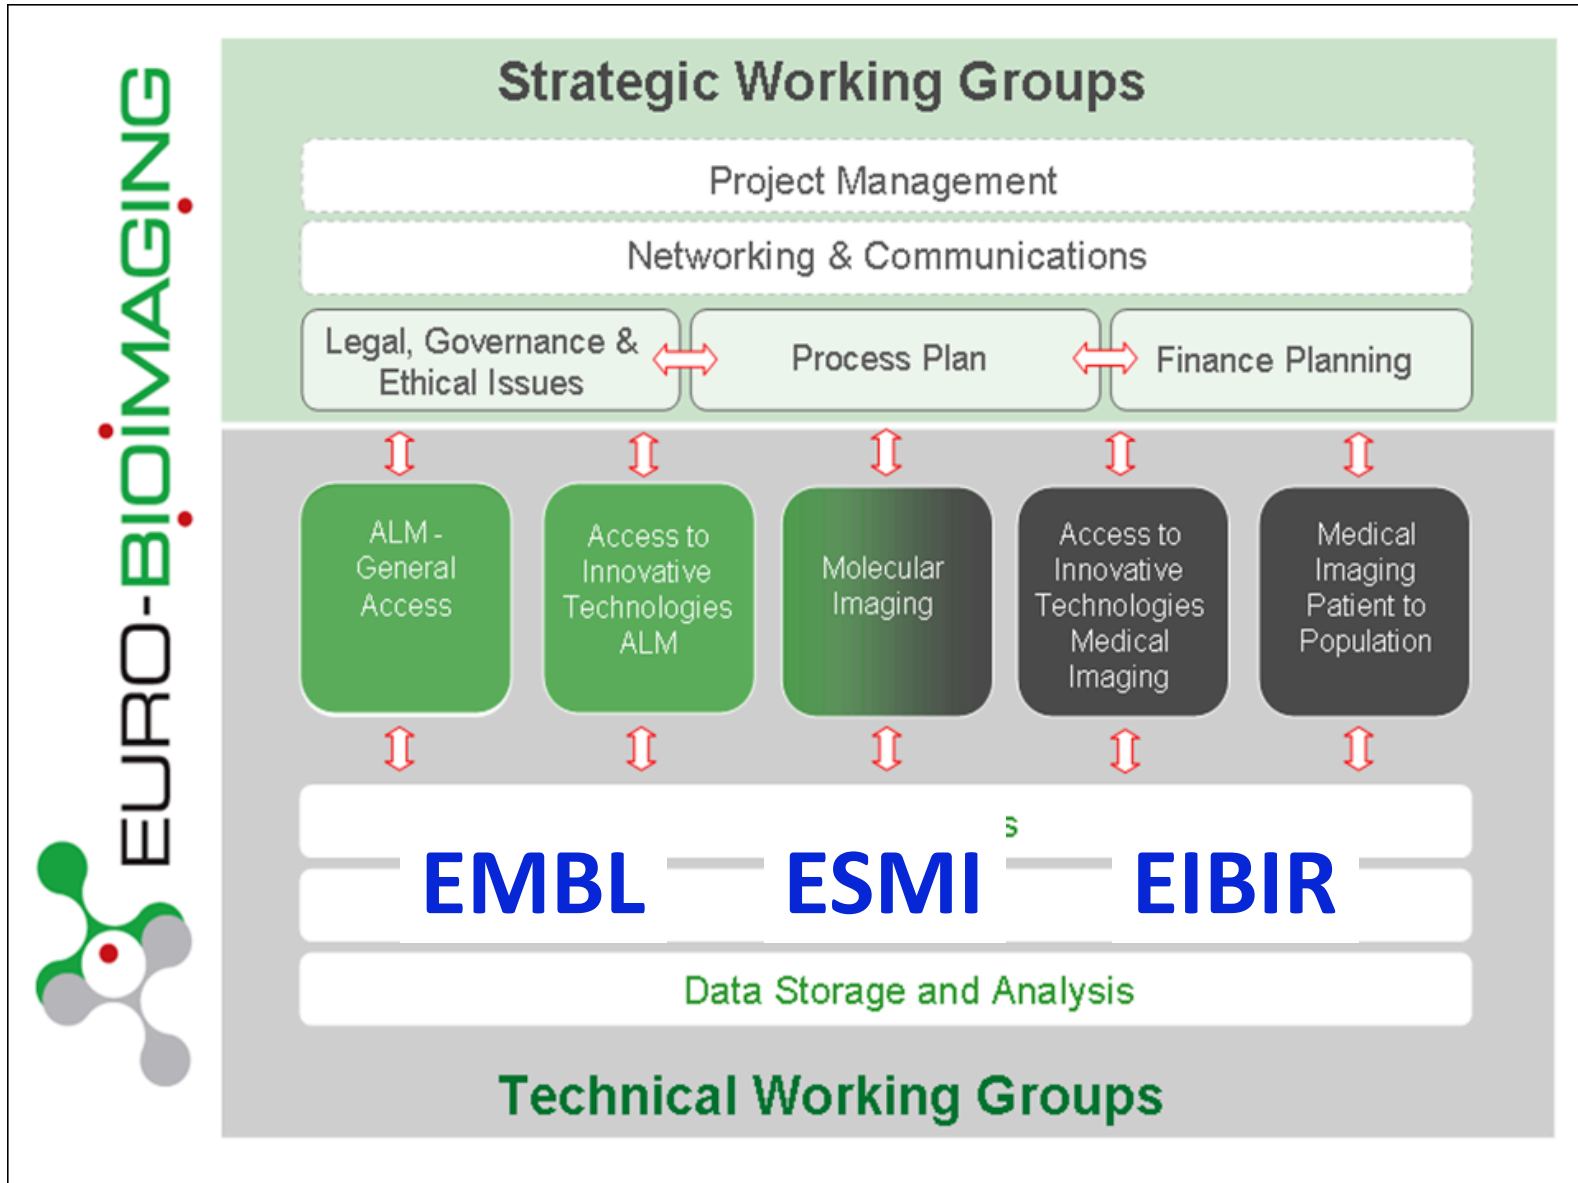 EURO-BIOIMAGING
Strategic Working Groups
Project Management
Networking & Communications
Legal, Governance &
Ethical Issues
Process Plan
Finance Planning
ALM -
General
Access
Access to
Innovative
Technologies
ALM
Molecular
Imaging
Access to
Innovative
Technologies
Medical
Imaging
Medical
Imaging
Patient to
Population
EMBL
ESMI
EIBIR
Data Storage and Analysis
Technical Working Groups